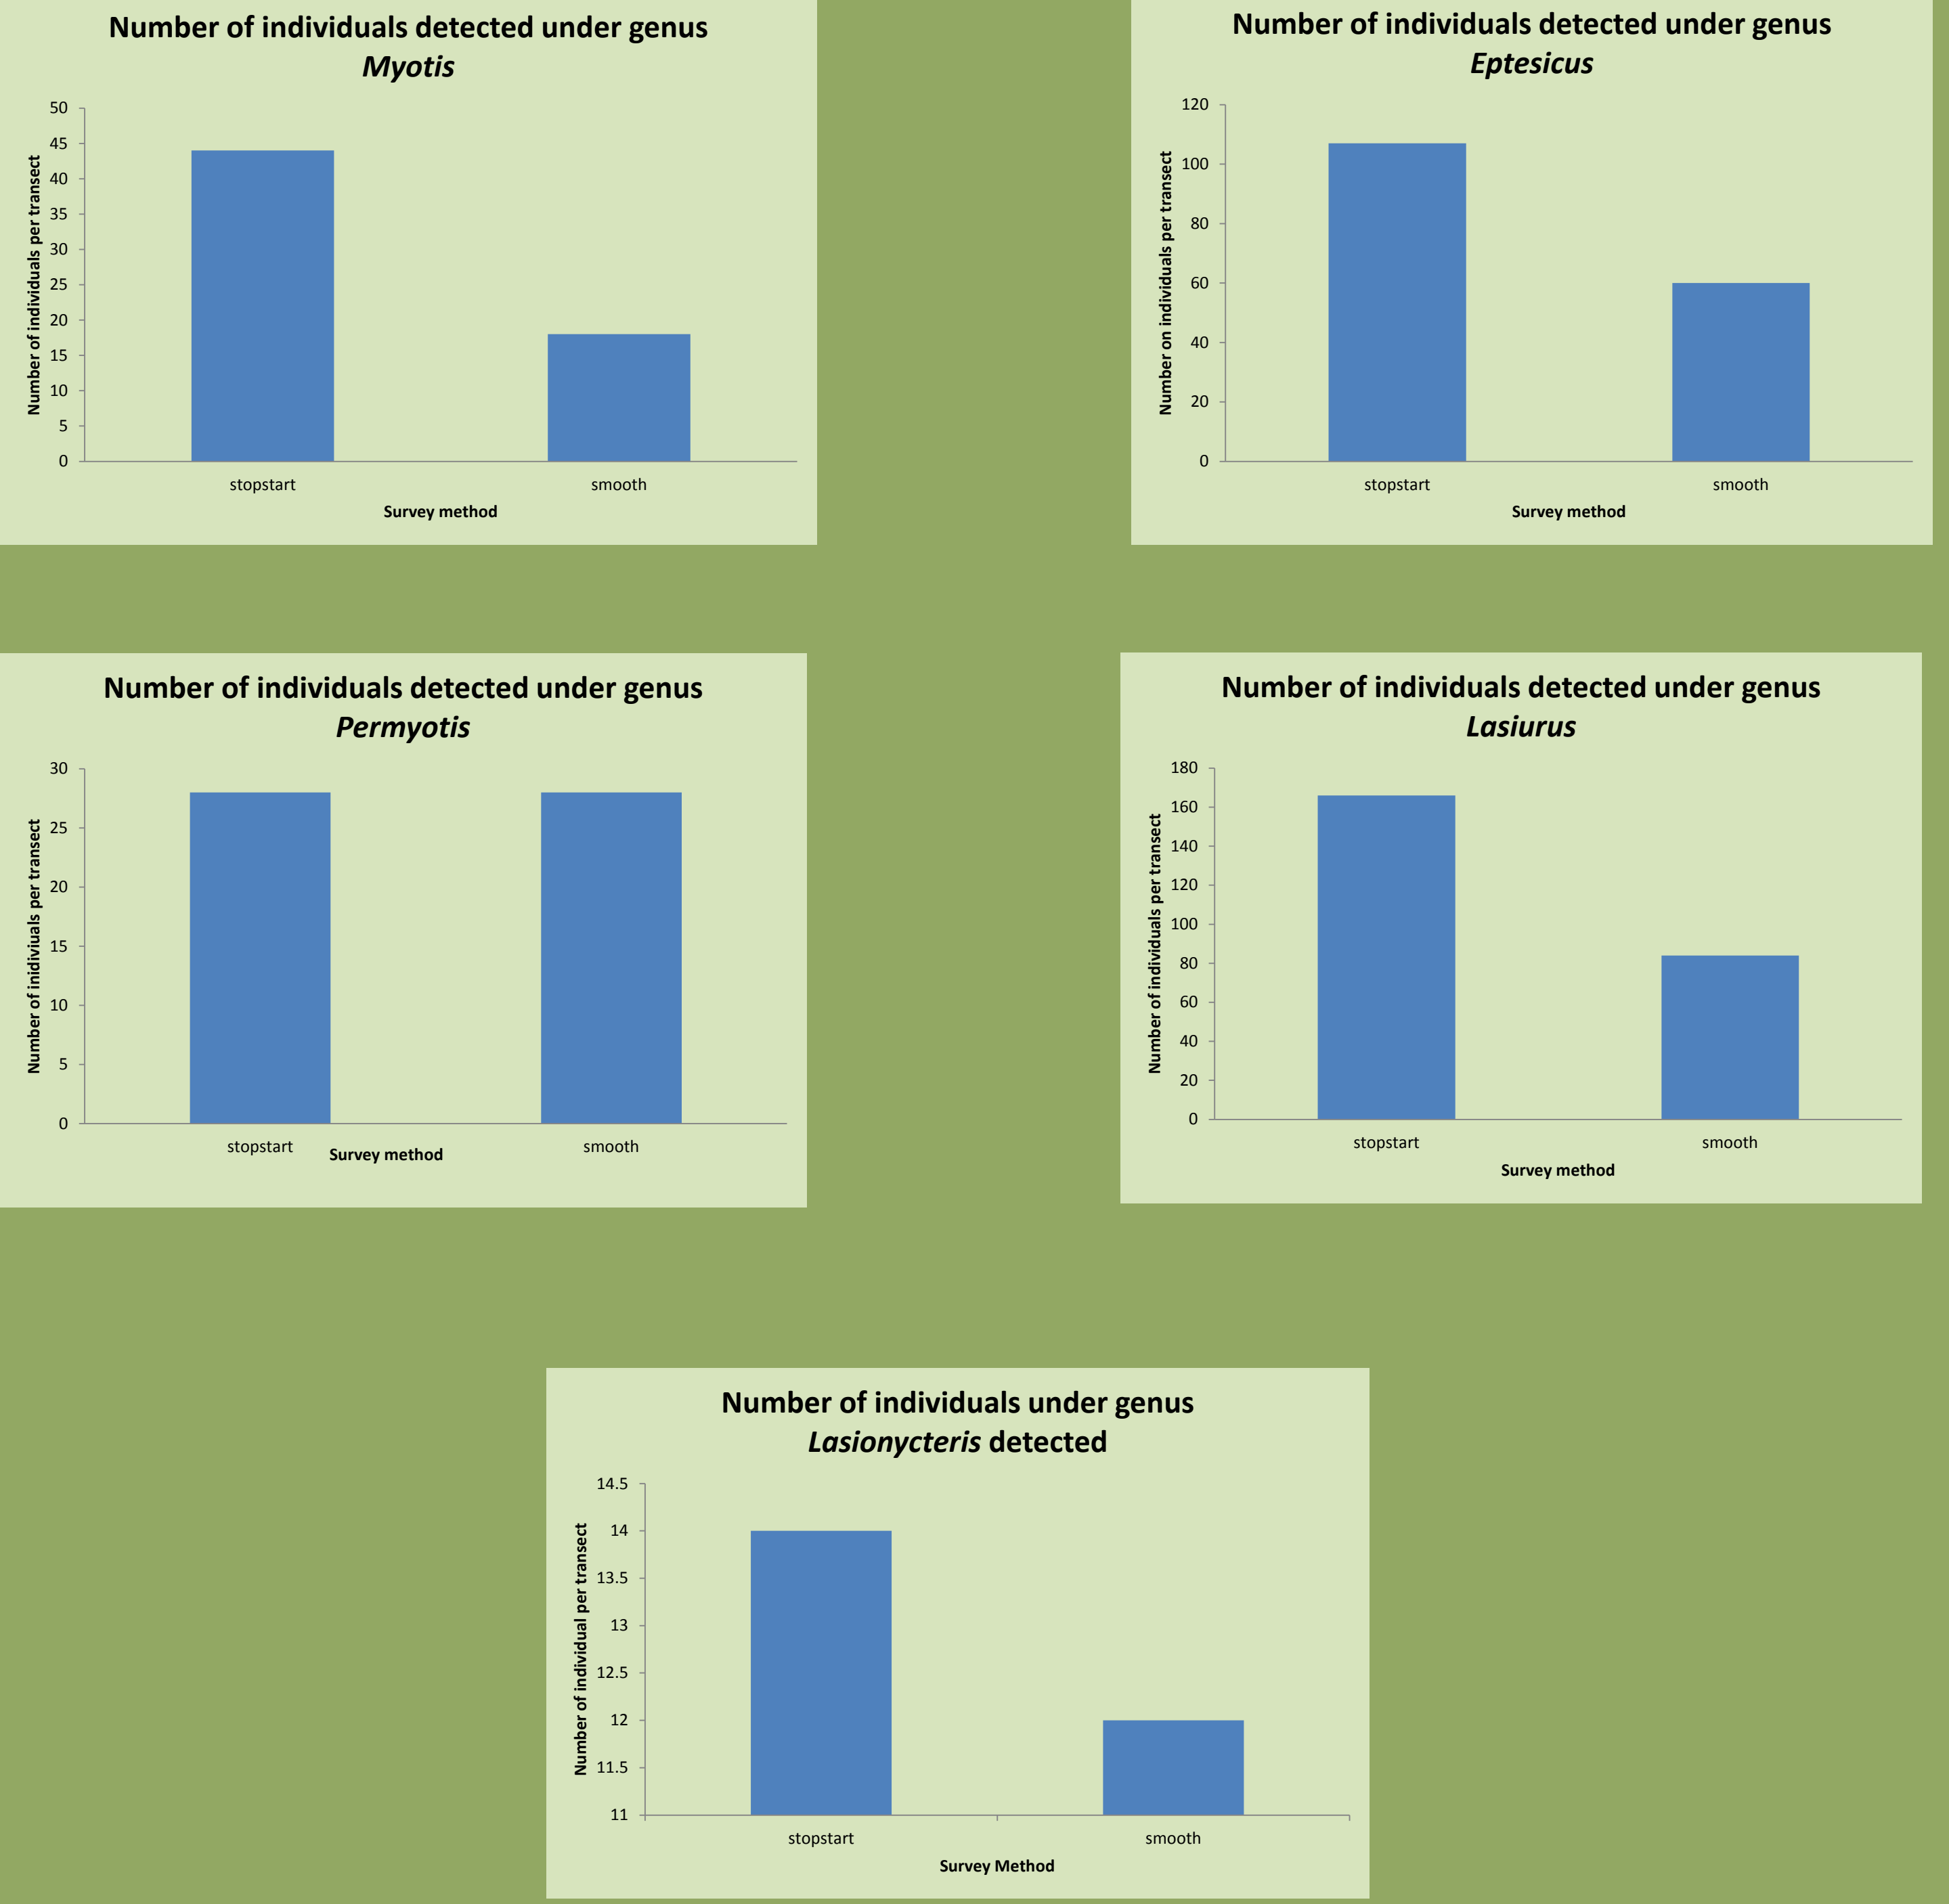 Number of individuals detected under genus
Myotis
Number of individuals per transect
50
45
40
35
30
25
20
15
10
5
0
stopstart
smooth
Survey method
Number of individuals detected under genus
Eptesicus
Number on individuals per transect
120
100
80
60
40
20
0
stopstart
smooth
Survey method
Number of individuals detected under genus
Permyotis
Number of inidiviuals per transect
30
25
20
15
10
5
0
stopstart
smooth
Survey method
Number of individuals detected under genus
Lasiurus
Number of individuals per transect
180
160
140
120
100
80
60
40
20
0
stopstart
smooth
Survey method
Number of individuals under genus
Lasionycteris detected
Number of individual per transect
14.5
14
13.5
13
12.5
12
11.5
11
stopstart
smooth
Survey Method